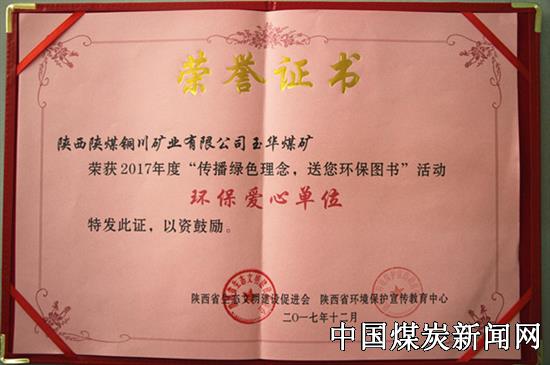 荣誉证书
陕西陕煤铜川矿业有限公司玉华煤矿
荣获2017年度“传播绿色理念，送您环保图书”活动
环保爱心单位
特发此证，以资鼓励。
陕西省生态文明建设促进会 陕西省环境保护宣传教育中心
二〇一七年十二月
中国煤炭新闻网